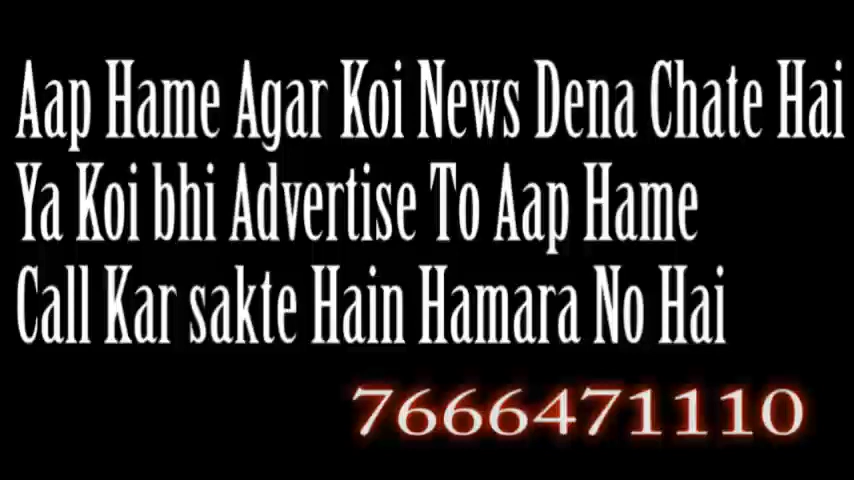 Aap Hame Agar Koi News Dena Chate Hai
Ya Koi bhi Advertise To Aap Hame
Call Kar sakte Hain Hamara No Hai
7666471110